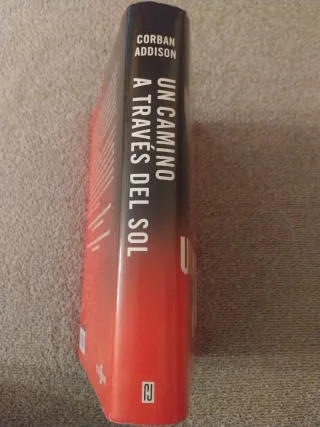 CORBAN
ADDISON
UN CAMINO
A TRAVÉS DEL SOL